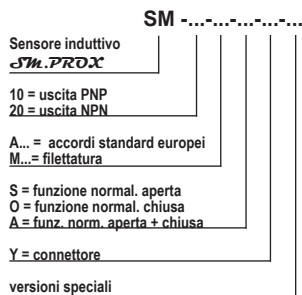 SM -...-...-...-...-...
Sensore induttivo
SM.PROX
10 = uscita PNP
20 = uscita NPN
A... = accordi standard europei
M...= filettatura
S = funzione normal. aperta
O = funzione normal. chiusa
A = funz. norm. aperta + chiusa
Y = connettore
versioni speciali